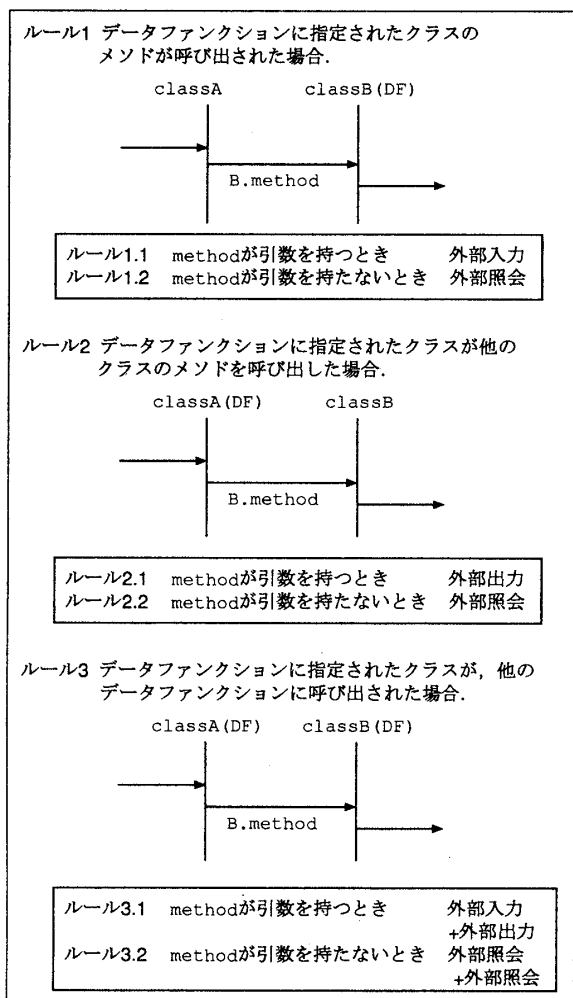 ルール1 データファンクションに指定されたクラスの
メソドが呼び出された場合.
classA classB(DF)
B.method
ルール1.1 methodが引数を持つとき 外部入力
ルール1.2 methodが引数を持たないとき 外部照会
ルール2 データファンクションに指定されたクラスが他の
クラスのメソドを呼び出した場合.
classA(DF) classB
B.method
ルール2.1 methodが引数を持つとき 外部出力
ルール2.2 methodが引数を持たないとき 外部照会
ルール3 データファンクションに指定されたクラスが,他の
データファンクションに呼び出された場合.
classA(DF) classB(DF)
B.method
ルール3.1 methodが引数を持つとき 外部入力
+外部出力
ルール3.2 methodが引数を持たないとき 外部照会
+外部照会